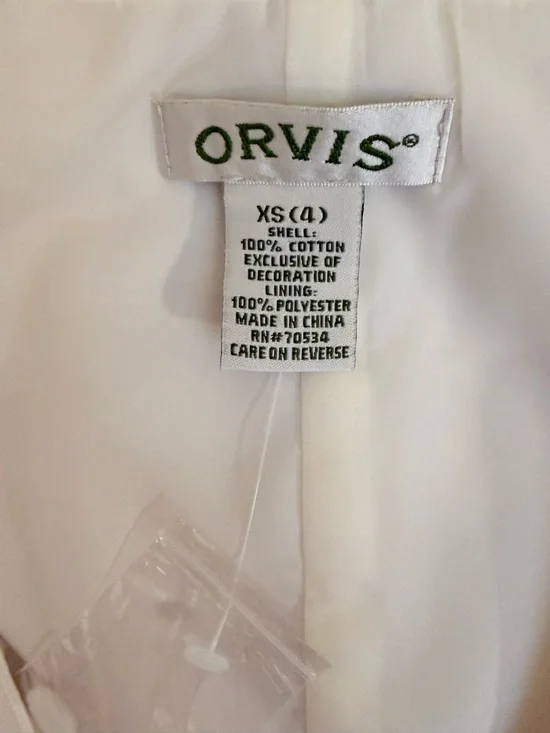 ORVIS®
XS(4)
SHELL:
100% COTTON
EXCLUSIVE OF
DECORATION
LINING:
100% POLYESTER
MADE IN CHINA
RN#70534
CARE ON REVERSE